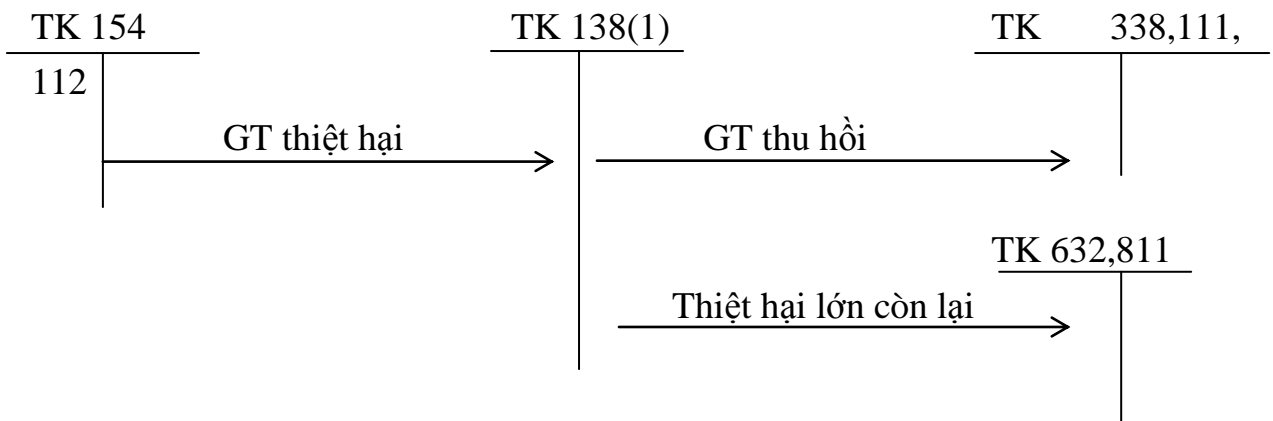 TK 154 TK 138(1) TK 338,111,
112
GT thiệt hại GT thu hồi
TK 632,811
Thiệt hại lớn còn lại